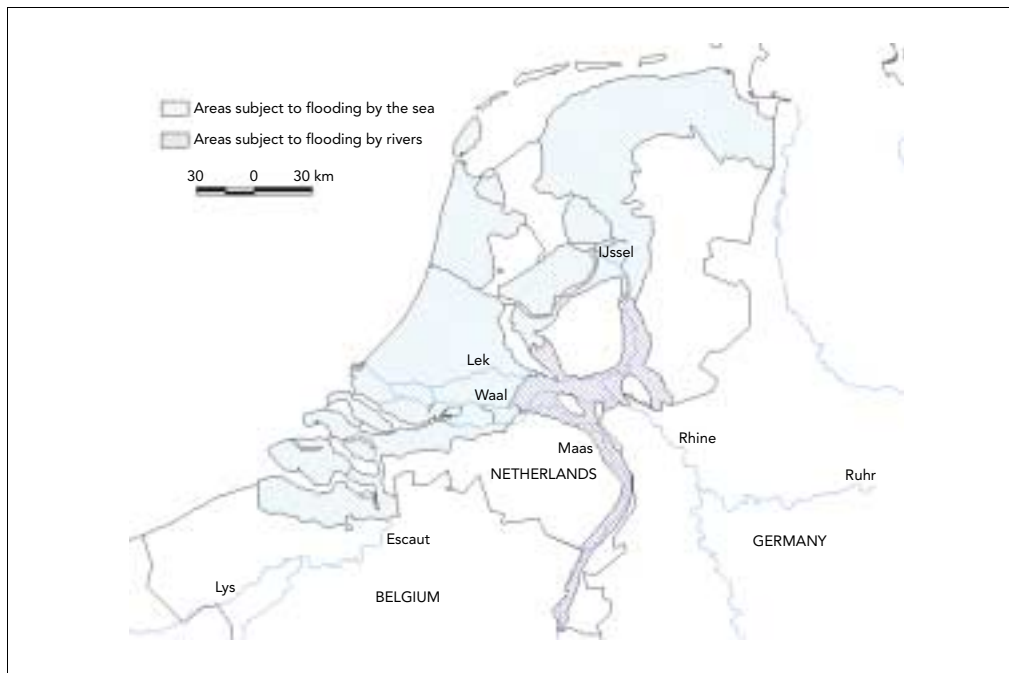 Areas subject to flooding by the sea
Areas subject to flooding by rivers
30 0 30 km
IJssel
Lek
Waal
Maas
Rhine
NETHERLANDS
Ruhr
Escaut
GERMANY
Lys
BELGIUM